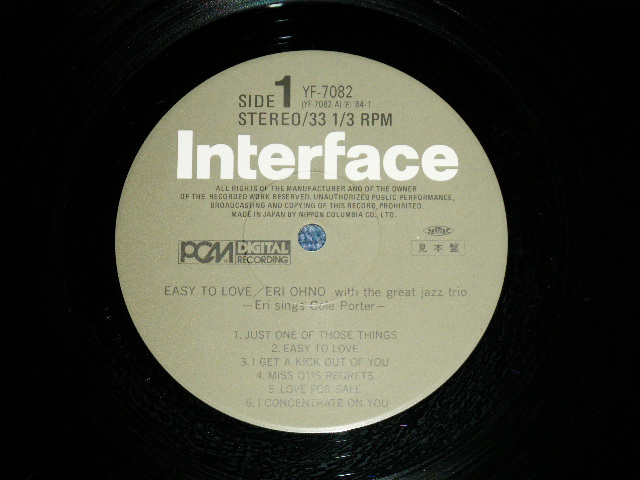 SIDE 1 YF-7082
(YF-7082-A) Ⓟ 84·1
STEREO/33 1/3 RPM
Interface
ALL RIGHTS OF THE MANUFACTURER AND OF THE OWNER
OF THE RECORDED WORK RESERVED. UNAUTHORIZED PUBLIC PERFORMANCE,
BROADCASTING AND COPYING OF THIS RECORD, PROHIBITED.
MADE IN JAPAN BY NIPPON COLUMBIA CO., LTD.
PCM DIGITAL
RECORDING
見本盤
EASY TO LOVE/ERI OHNO with the great jazz trio
—Eri sings Cole Porter—
1. JUST ONE OF THOSE THINGS
2. EASY TO LOVE
3. I GET A KICK OUT OF YOU
4. MISS OTIS REGRETS
5. LOVE FOR SALE
6. I CONCENTRATE ON YOU